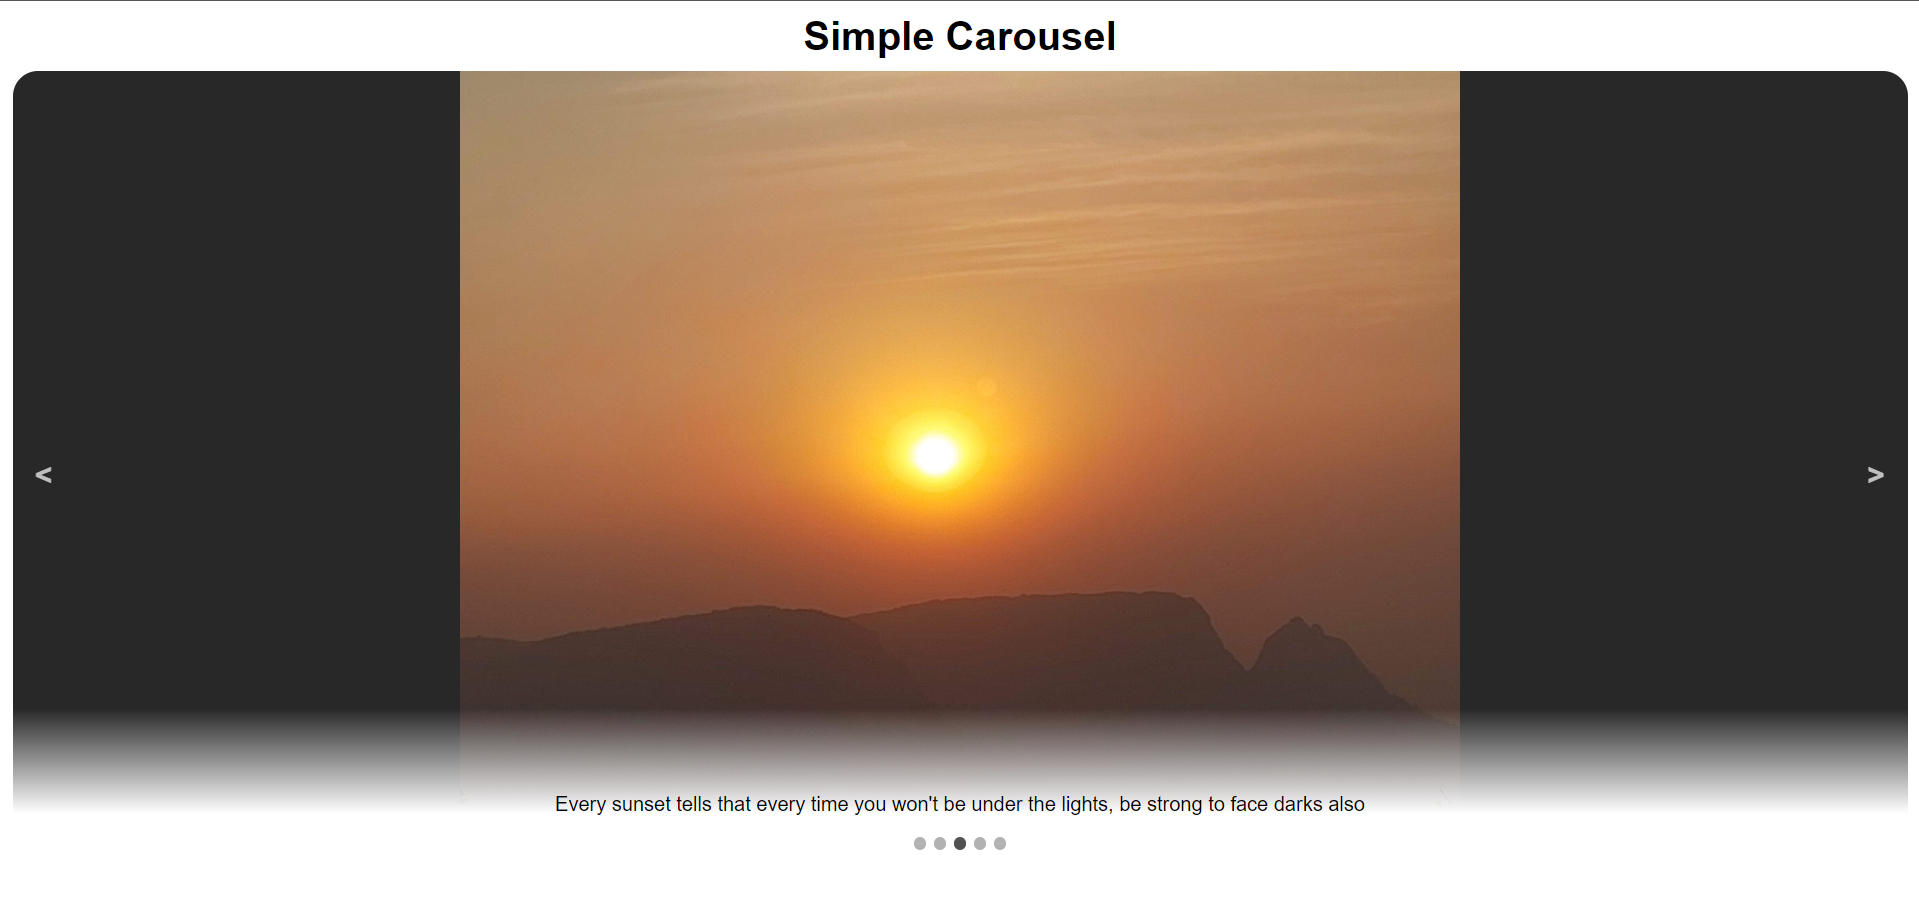 Simple Carousel
<
>
Every sunset tells that every time you won't be under the lights, be strong to face darks also